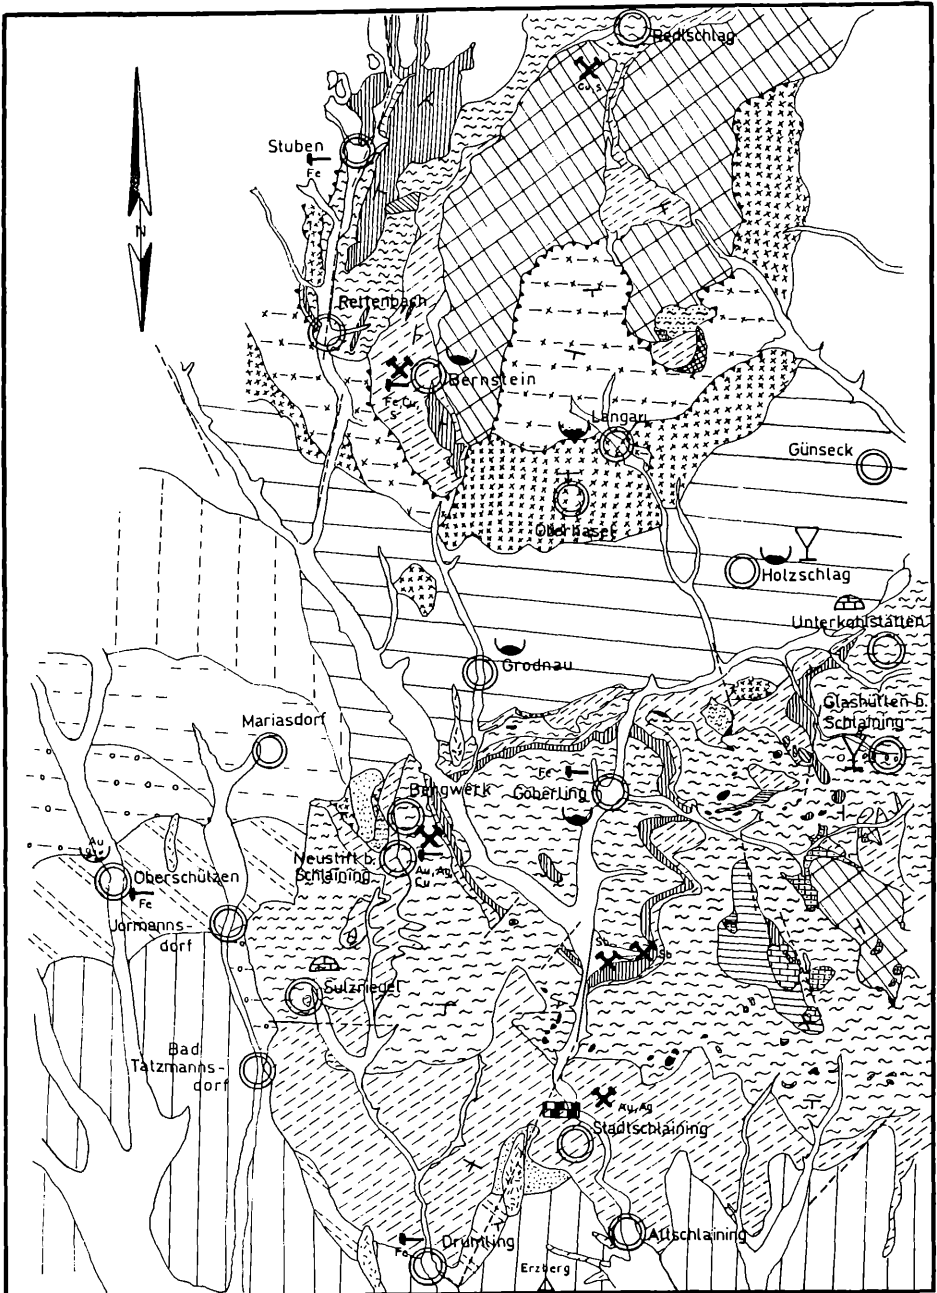 Redlschlag
Cu, S
Stuben
Fe
N
Rettenbach
Bernstein
Fe, Cu,
S
Langau
Günseck
Oberkasel
Holzschlag
Unterkohlstätten
Grodnau
Glashütten b.
Schlaining
Mariasdorf
Fe
Bergwerk
Goberling
Au
Neustift b.
Schlaining
Au, Ag
Cu
Oberschützen
Fe
Jormanns-
dorf
Sb
Sb
Sulzriegel
Bad
Tatzmanns-
dorf
Au, Ag
Stadtschlaining
Drumling
Fe
Altschlaining
Erzberg